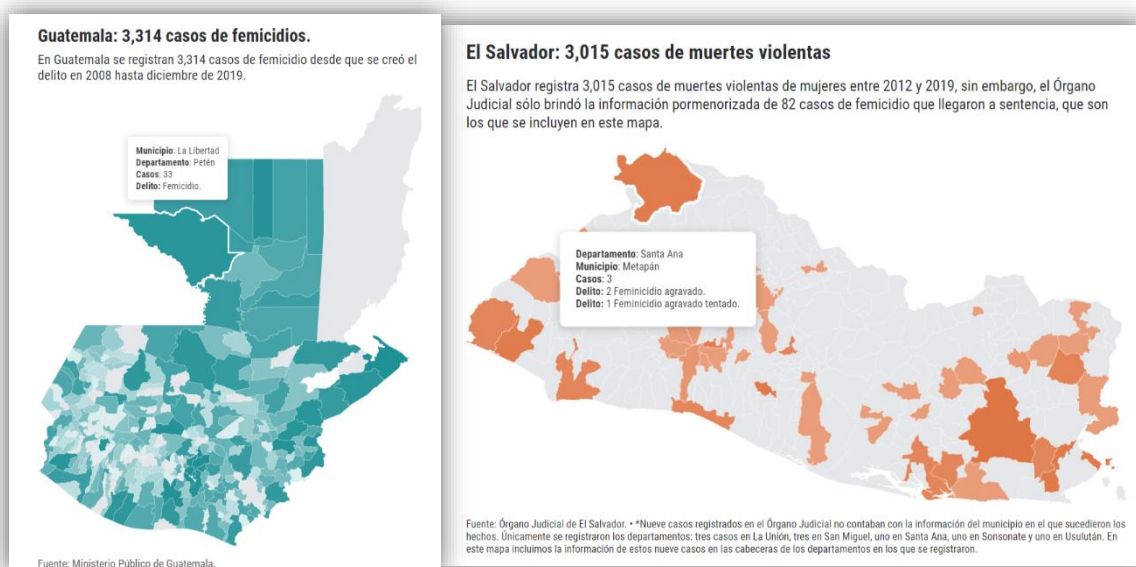 Guatemala: 3,314 casos de femicidios.
En Guatemala se registran 3,314 casos de femicidio desde que se creó el
delito en 2008 hasta diciembre de 2019.
Municipio: La Libertad
Departamento: Petén
Casos: 33
Delito: Femicidio.
Fuente: Ministerio Público de Guatemala.
El Salvador: 3,015 casos de muertes violentas
El Salvador registra 3,015 casos de muertes violentas de mujeres entre 2012 y 2019, sin embargo, el Órgano
Judicial sólo brindó la información pormenorizada de 82 casos de femicidio que llegaron a sentencia, que son
los que se incluyen en este mapa.
Departamento: Santa Ana
Municipio: Metapán
Casos: 3
Delito: 2 Feminicidio agravado.
Delito: 1 Feminicidio agravado tentado.
Fuente: Órgano Judicial de El Salvador. • *Nueve casos registrados en el Órgano Judicial no contaban con la información del municipio en el que sucedieron los
hechos. Únicamente se registraron los departamentos: tres casos en La Unión, tres en San Miguel, uno en Santa Ana, uno en Sonsonate y uno en Usulután. En
este mapa incluimos la información de estos nueve casos en las cabeceras de los departamentos en los que se registraron.